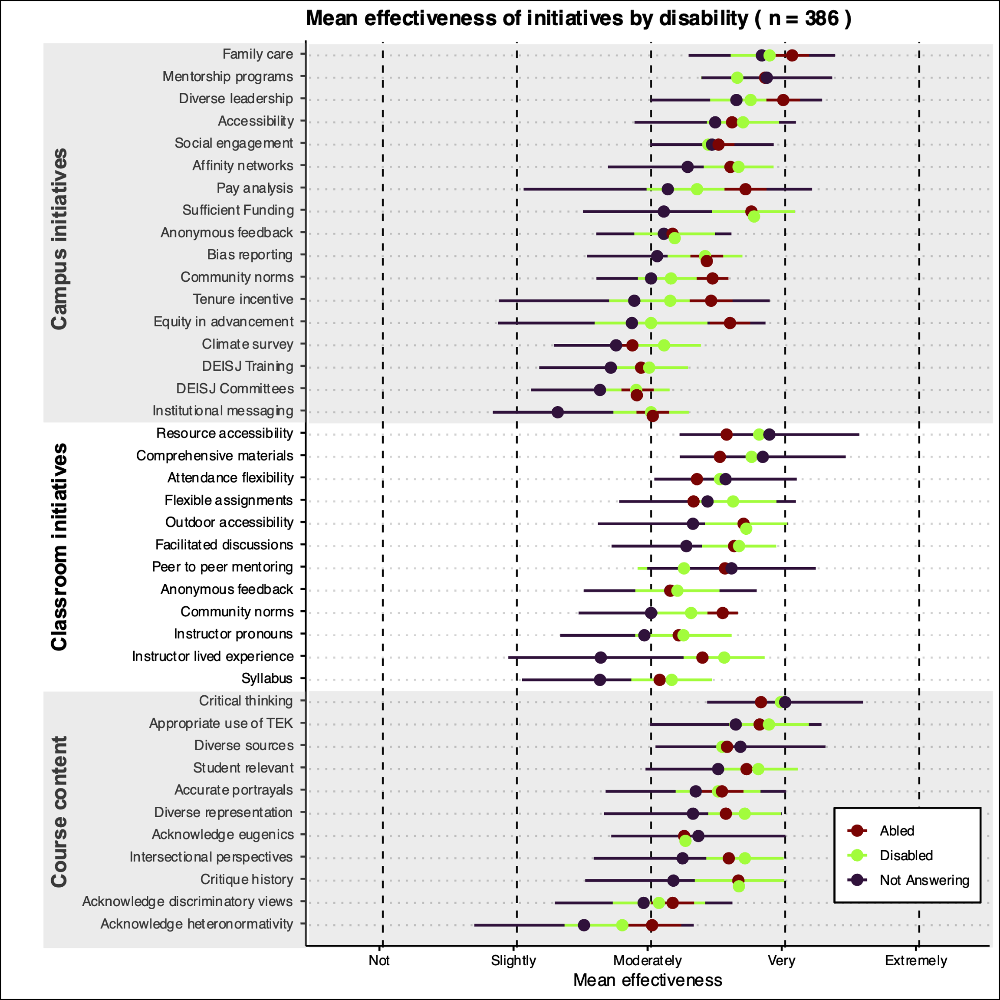 Mean effectiveness of initiatives by disability ( n = 386 )
Campus initiatives
Family care
Mentorship programs
Diverse leadership
Accessibility
Social engagement
Affinity networks
Pay analysis
Sufficient Funding
Anonymous feedback
Bias reporting
Community norms
Tenure incentive
Equity in advancement
Climate survey
DEISJ Training
DEISJ Committees
Institutional messaging
Classroom initiatives
Resource accessibility
Comprehensive materials
Attendance flexibility
Flexible assignments
Outdoor accessibility
Facilitated discussions
Peer to peer mentoring
Anonymous feedback
Community norms
Instructor pronouns
Instructor lived experience
Syllabus
Course content
Critical thinking
Appropriate use of TEK
Diverse sources
Student relevant
Accurate portrayals
Diverse representation
Acknowledge eugenics
Intersectional perspectives
Critique history
Acknowledge discriminatory views
Acknowledge heteronormativity
Abled
Disabled
Not Answering
Not Slightly Moderately Very Extremely
Mean effectiveness